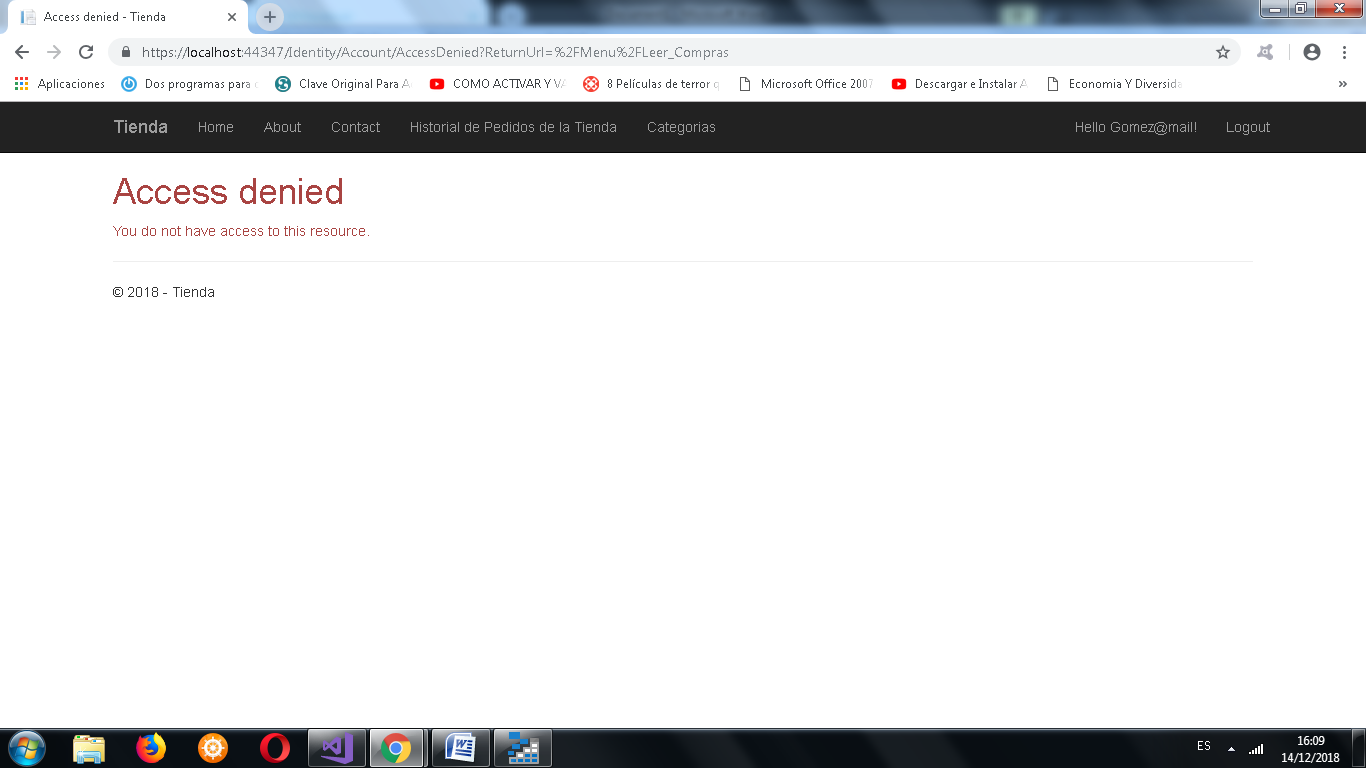 Access denied - Tienda
https://localhost:44347/Identity/Account/AccessDenied?ReturnUrl=%2FMenu%2FLeer_Compras
Aplicaciones Dos programas para Clave Original Para A COMO ACTIVAR Y VA 8 Películas de terror q Microsoft Office 2007 Descargar e Instalar A Economia Y Diversida »
Tienda Home About Contact Historial de Pedidos de la Tienda Categorias Hello Gomez@mail! Logout
Access denied
You do not have access to this resource.
© 2018 - Tienda
ES 16:09
14/12/2018